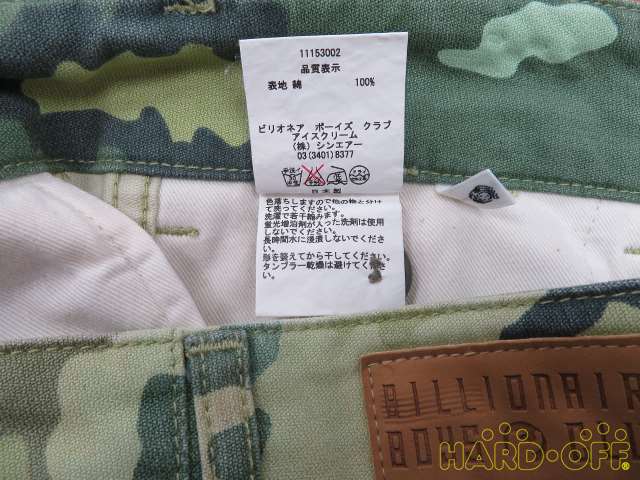 11153002
品質表示
表地 綿 100%
ビリオネア ボーイズ クラブ
アイスクリーム
(株) シンエアー
03(3401)8377
日本製
色落ちしますので他の物と分け
て洗ってください。
洗濯で若干縮みます。
蛍光増泊剤が入った洗剤は使用
しないでください。
長時間水に浸漬しないでくださ
い。
形を整えてから干してください。
タンブラー乾燥は避けてくださ
い。
BILLIONAIR
BOYS CLU
HARD-OFF